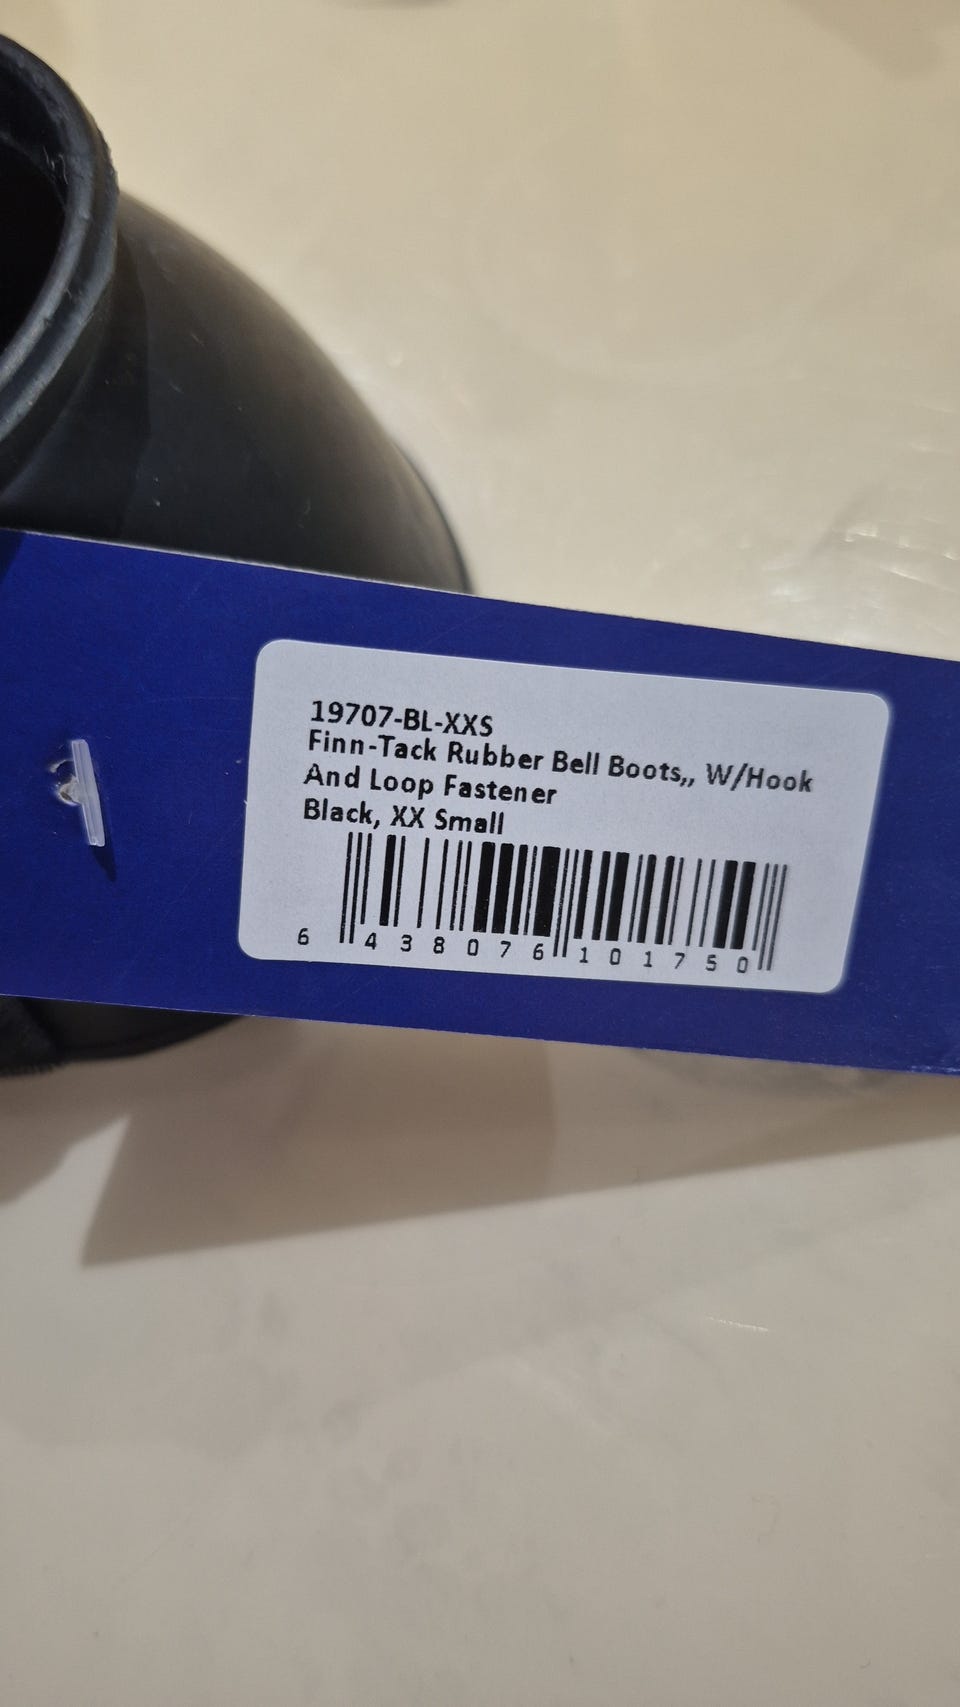 19707-BL-XXS
Finn-Tack Rubber Bell Boots,, W/Hook
And Loop Fastener
Black, XX Small
6 438076 101750